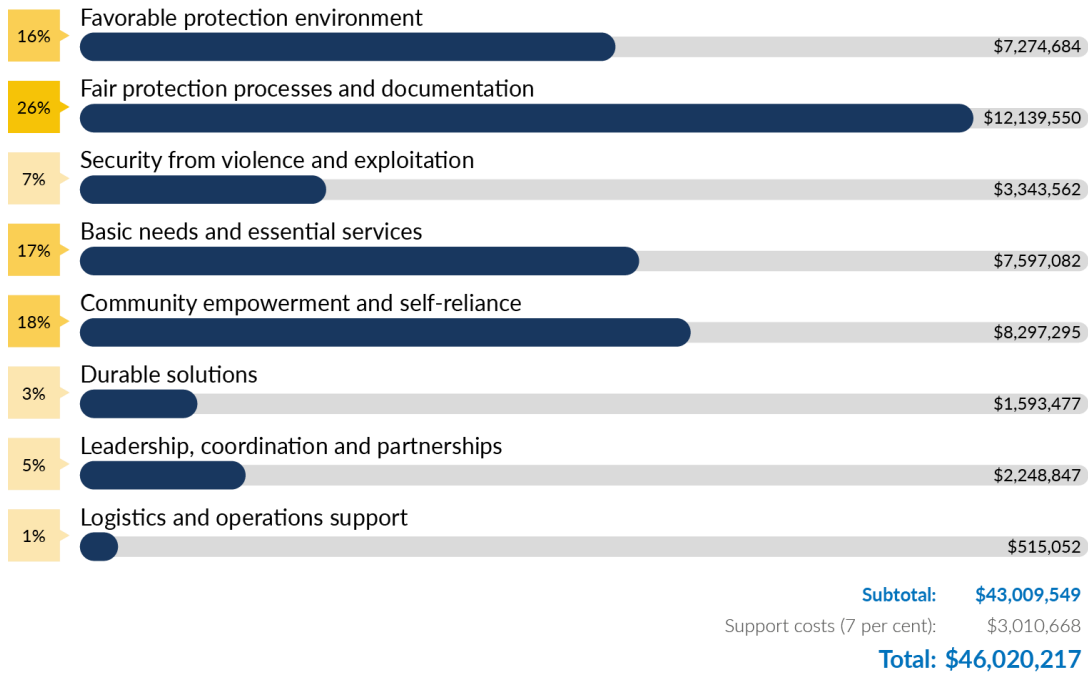 Favorable protection environment
16%
$7,274,684
Fair protection processes and documentation
26%
$12,139,550
Security from violence and exploitation
7%
$3,343,562
Basic needs and essential services
17%
$7,597,082
Community empowerment and self-reliance
18%
$8,297,295
Durable solutions
3%
$1,593,477
Leadership, coordination and partnerships
5%
$2,248,847
Logistics and operations support
1%
$515,052
Subtotal: $43,009,549
Support costs (7 per cent): $3,010,668
Total: $46,020,217